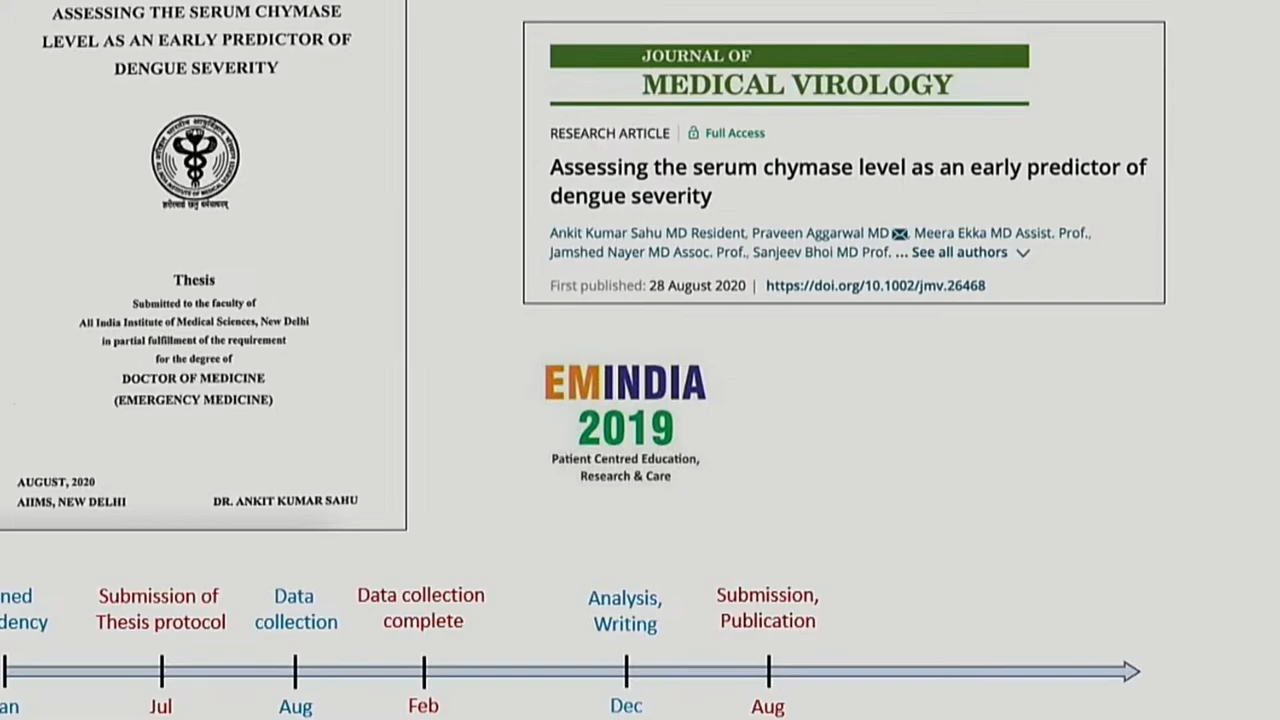 ASSESSING THE SERUM CHYMASE
LEVEL AS AN EARLY PREDICTOR OF
DENGUE SEVERITY
Thesis
Submitted to the faculty of
All India Institute of Medical Sciences, New Delhi
in partial fulfillment of the requirement
for the degree of
DOCTOR OF MEDICINE
(EMERGENCY MEDICINE)
AUGUST, 2020
AIIMS, NEW DELHI
DR. ANKIT KUMAR SAHU
JOURNAL OF
MEDICAL VIROLOGY
RESEARCH ARTICLE | Full Access
Assessing the serum chymase level as an early predictor of
dengue severity
Ankit Kumar Sahu MD Resident, Praveen Aggarwal MD, Meera Ekka MD Assist. Prof.,
Jamshed Nayer MD Assoc. Prof., Sanjeev Bhoi MD Prof. ... See all authors
First published: 28 August 2020 | https://doi.org/10.1002/jmv.26468
EMINDIA
2019
Patient Centred Education,
Research & Care
ned
dency
Submission of
Thesis protocol
Data
collection
Data collection
complete
Analysis,
Writing
Submission,
Publication
an
Jul
Aug
Feb
Dec
Aug